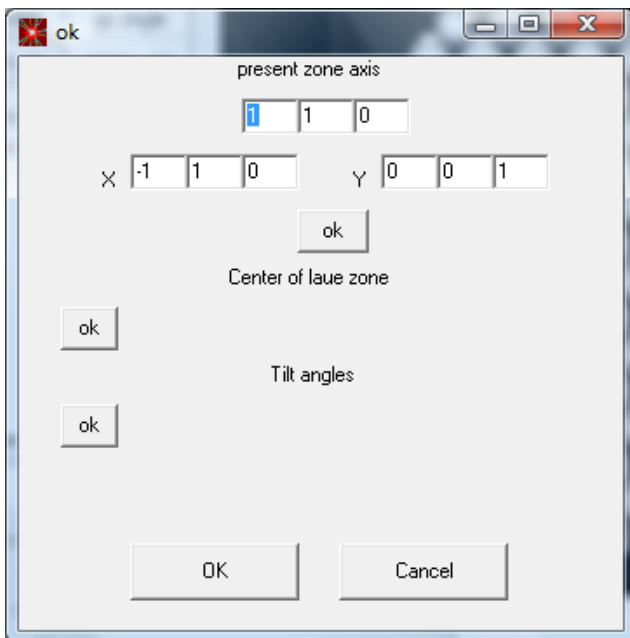 ok
present zone axis
1 1 0
X -1 1 0 Y 0 0 1
ok
Center of laue zone
ok
Tilt angles
ok
OK Cancel